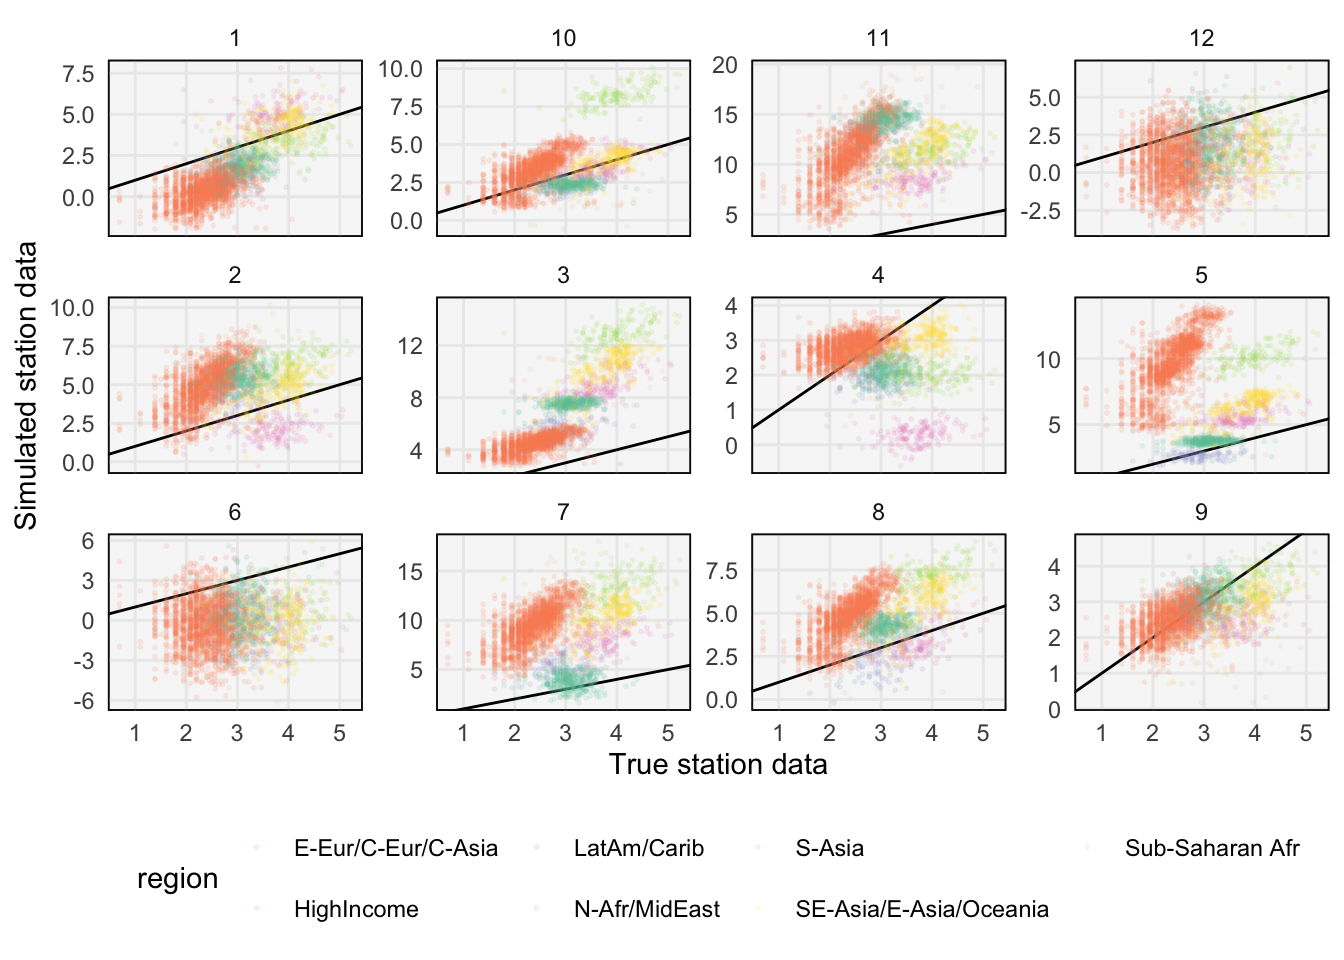 1 10 11 12
7.5 10.0 20
5.0 7.5 15 5.0
2.5 5.0 10 2.5
0.0 2.5 5 0.0
0.0 -2.5
2 3 4 5
10.0 4
7.5 12 3 10
5.0 8 2
2.5 4 1 5
0.0 0
6 7 8 9
6 15 7.5 4
3 10 5.0 3
0 5 2.5 2
-3 0.0 1
-6 0
1 2 3 4 5 1 2 3 4 5 1 2 3 4 5 1 2 3 4 5
Simulated station data
True station data
region
E-Eur/C-Eur/C-Asia LatAm/Carib S-Asia Sub-Saharan Afr
HighIncome N-Afr/MidEast SE-Asia/E-Asia/Oceania